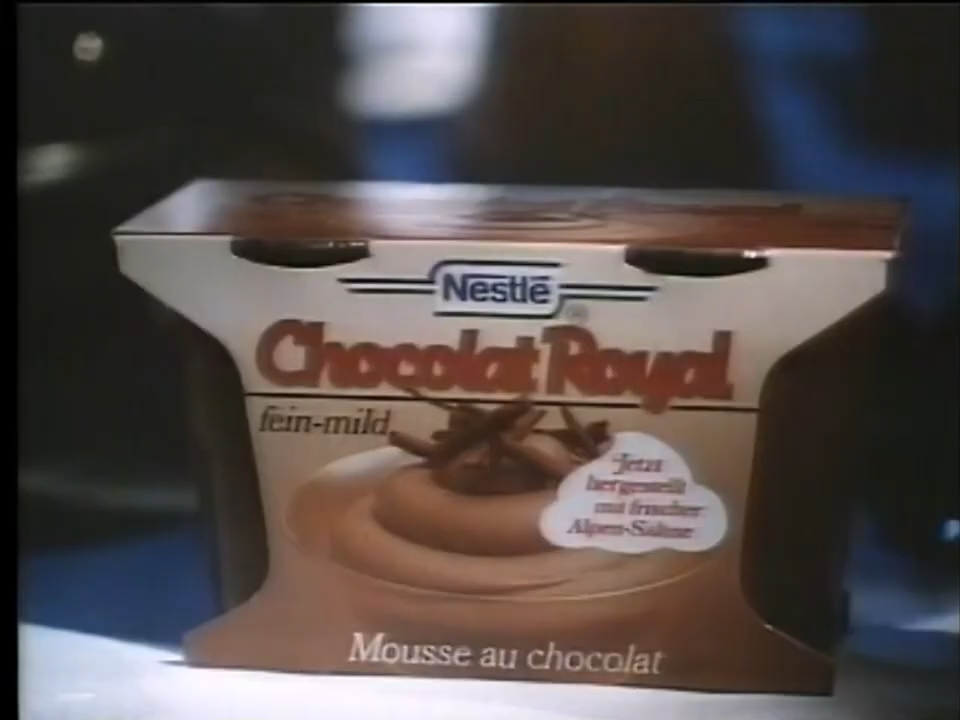 Nestlé
®
Chocolat Royal
fein-mild
Jetzt
hergestellt
mit frischer
Alpen-Sahne
Mousse au chocolat